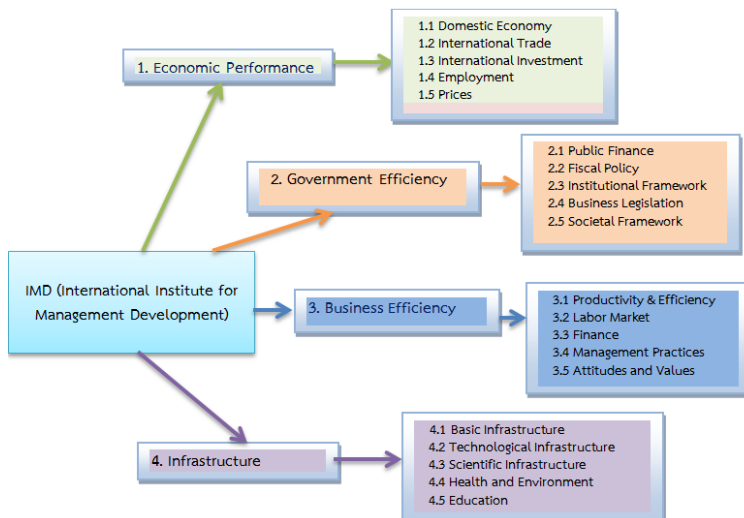 1. Economic Performance
1.1 Domestic Economy
1.2 International Trade
1.3 International Investment
1.4 Employment
1.5 Prices
2. Government Efficiency
2.1 Public Finance
2.2 Fiscal Policy
2.3 Institutional Framework
2.4 Business Legislation
2.5 Societal Framework
IMD (International Institute for
Management Development)
3. Business Efficiency
3.1 Productivity & Efficiency
3.2 Labor Market
3.3 Finance
3.4 Management Practices
3.5 Attitudes and Values
4. Infrastructure
4.1 Basic Infrastructure
4.2 Technological Infrastructure
4.3 Scientific Infrastructure
4.4 Health and Environment
4.5 Education